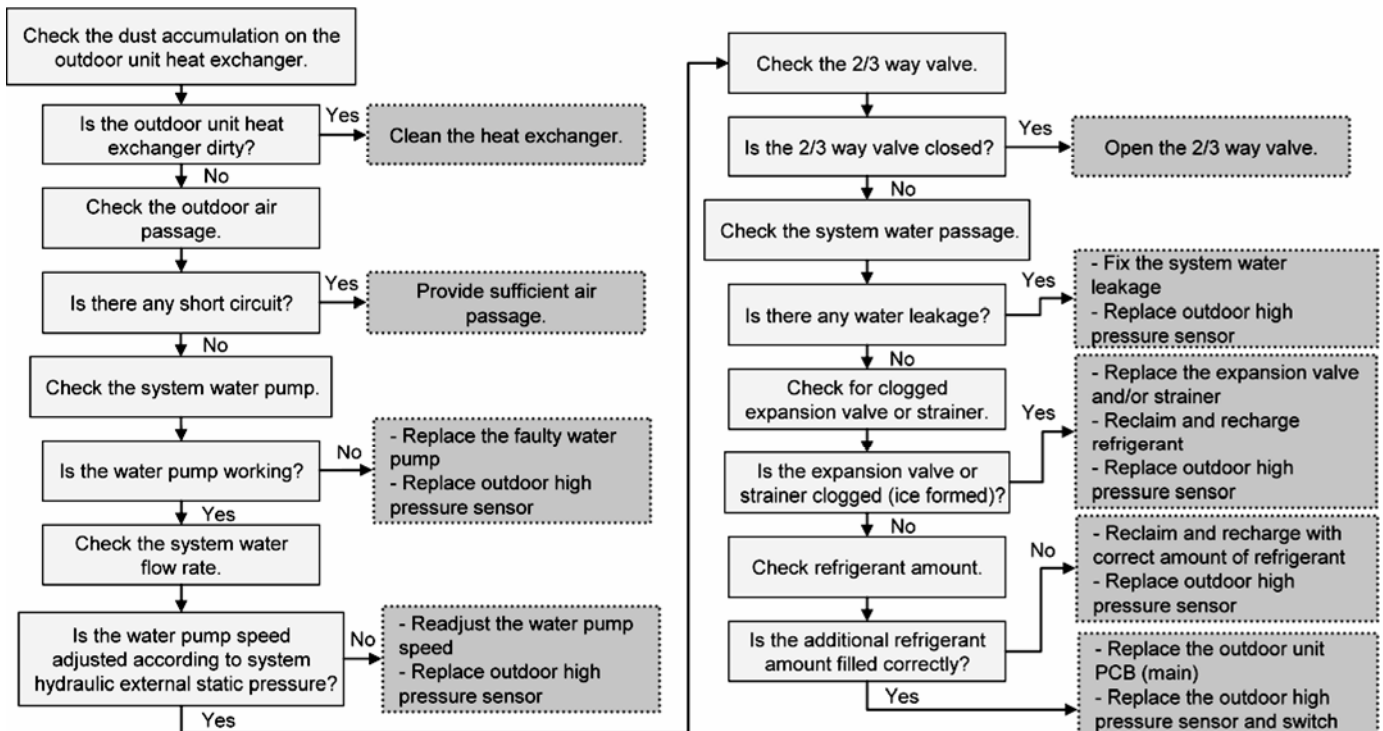 Check the dust accumulation on the
outdoor unit heat exchanger.
Is the outdoor unit heat
exchanger dirty?
Yes
Clean the heat exchanger.
No
Check the outdoor air
passage.
Is there any short circuit?
Yes
Provide sufficient air
passage.
No
Check the system water pump.
Is the water pump working?
No
- Replace the faulty water
pump
- Replace outdoor high
pressure sensor
Yes
Check the system water
flow rate.
Is the water pump speed
adjusted according to system
hydraulic external static pressure?
No
- Readjust the water pump
speed
- Replace outdoor high
pressure sensor
Yes
Check the 2/3 way valve.
Is the 2/3 way valve closed?
Yes
Open the 2/3 way valve.
No
Check the system water passage.
Is there any water leakage?
Yes
- Fix the system water
leakage
- Replace outdoor high
pressure sensor
No
Check for clogged
expansion valve or strainer.
Is the expansion valve or
strainer clogged (ice formed)?
Yes
- Replace the expansion valve
and/or strainer
- Reclaim and recharge
refrigerant
- Replace outdoor high
pressure sensor
No
Check refrigerant amount.
Is the additional refrigerant
amount filled correctly?
No
- Reclaim and recharge with
correct amount of refrigerant
- Replace outdoor high
pressure sensor
Yes
- Replace the outdoor unit
PCB (main)
- Replace the outdoor high
pressure sensor and switch